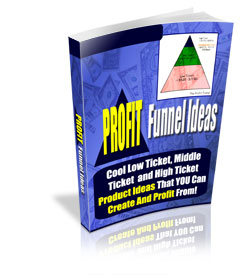 PROFIT Funnel Ideas
Cool Low Ticket, Middle
Ticket and High Ticket
Product Ideas That YOU Can
Create And Profit From!
PROFIT Funnel Ideas